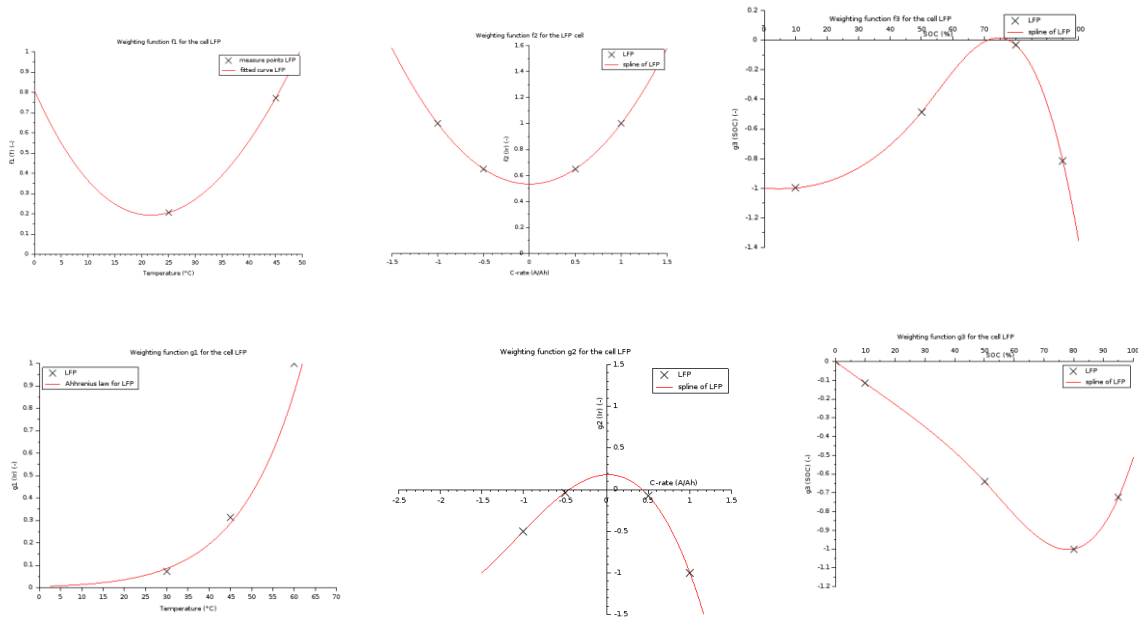 Weighting function f1 for the cell LFP
measure points LFP
fitted curve LFP
1
0.9
0.8
0.7
0.6
0.5
0.4
0.3
0.2
0.1
0
f1 (T) (-)
0 5 10 15 20 25 30 35 40 45 50
Temperature (°C)
Weighting function f2 for the LFP cell
LFP
spline of LFP
1.6
1.4
1.2
1
0.8
0.6
0.4
0.2
0
f2 (Ir) (-)
-1.5 -1 -0.5 0 0.5 1 1.5
C-rate (A/Ah)
Weighting function f3 for the cell LFP
LFP
spline of LFP
0 10 20 30 40 50 60 70 00
SOC (%)
0.2
0
-0.2
-0.4
-0.6
-0.8
-1
-1.2
-1.4
g3 (SOC) (-)
Weighting function g1 for the cell LFP
LFP
Ahhrenius law for LFP
1
0.9
0.8
0.7
0.6
0.5
0.4
0.3
0.2
0.1
0
g1 (Ir) (-)
0 5 10 15 20 25 30 35 40 45 50 55 60 65 70
Temperature (°C)
Weighting function g2 for the cell LFP
LFP
spline of LFP
1.5
1
0.5
0
-0.5
-1
-1.5
g2 (Ir) (-)
C-rate (A/Ah)
-2.5 -2 -1.5 -1 -0.5 0 0.5 1 1.5
Weighting function g3 for the cell LFP
SOC (%)
0 10 20 30 40 50 60 70 80 90 100
LFP
spline of LFP
0
-0.1
-0.2
-0.3
-0.4
-0.6
-0.7
-0.8
-0.9
-1
-1.1
-1.2
g3 (SOC) (-)